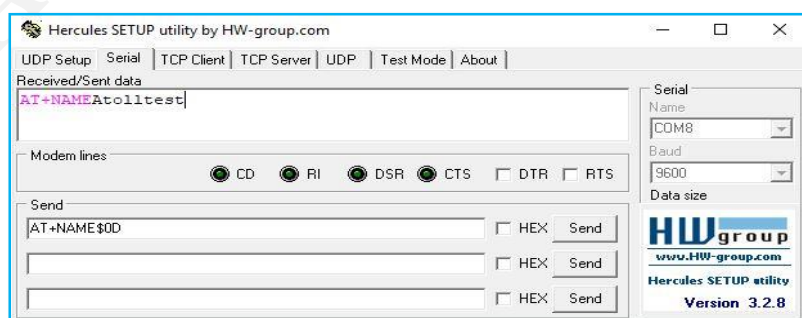 Hercules SETUP utility by HW-group.com
UDP Setup Serial TCP Client TCP Server UDP Test Mode About
Received/Sent data
AT+NAMEAtolltest
Serial
Name
COM8
Baud
9600
Data size
Modem lines
CD RI DSR CTS DTR RTS
Send
AT+NAME$0D HEX Send
HEX Send
HEX Send
HWgroup
www.HW-group.com
Hercules SETUP utility
Version 3.2.8